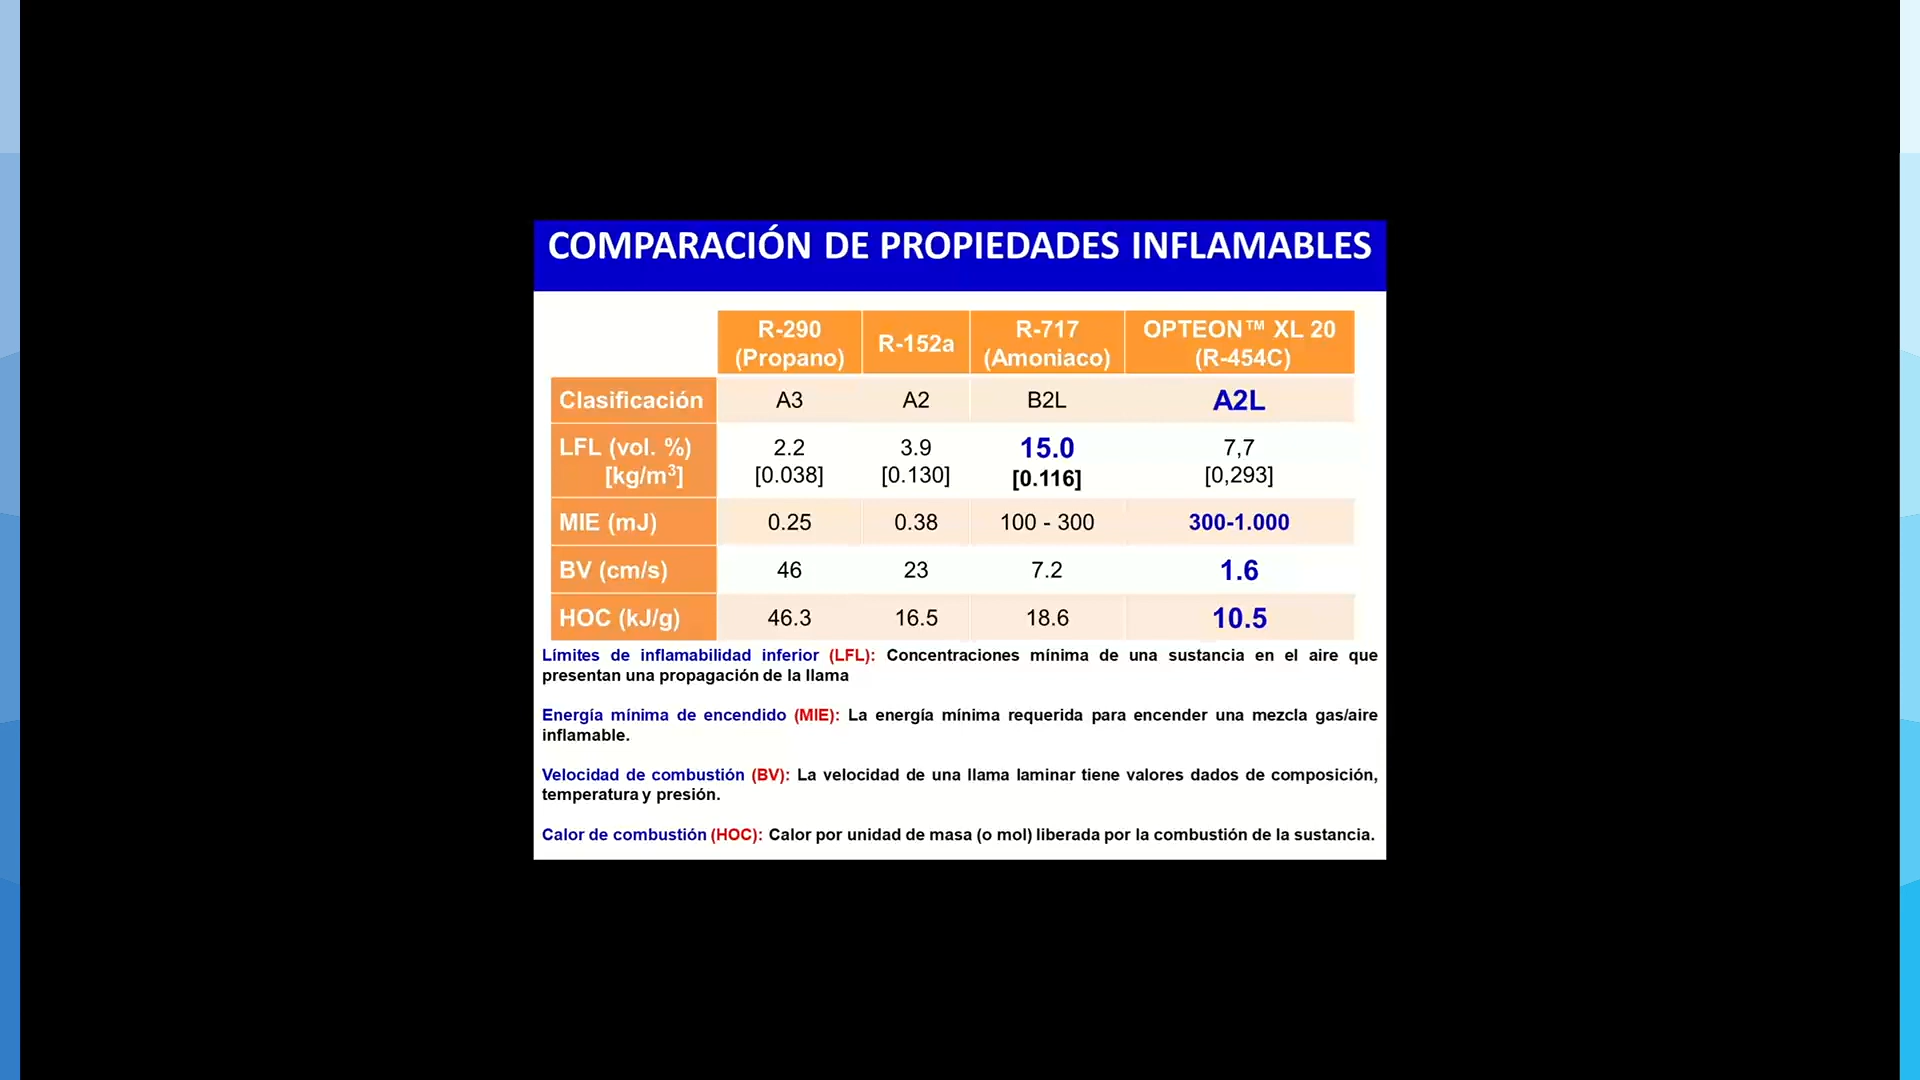 COMPARACIÓN DE PROPIEDADES INFLAMABLES
R-290 (Propano) R-152a R-717 (Amoniaco) OPTEON™ XL 20 (R-454C)
Clasificación A3 A2 B2L A2L
LFL (vol. %) 2.2 3.9 15.0 7,7
[kg/m³] [0.038] [0.130] [0.116] [0,293]
MIE (mJ) 0.25 0.38 100 - 300 300-1.000
BV (cm/s) 46 23 7.2 1.6
HOC (kJ/g) 46.3 16.5 18.6 10.5
Límites de inflamabilidad inferior (LFL): Concentraciones mínima de una sustancia en el aire que
presentan una propagación de la llama
Energía mínima de encendido (MIE): La energía mínima requerida para encender una mezcla gas/aire
inflamable.
Velocidad de combustión (BV): La velocidad de una llama laminar tiene valores dados de composición,
temperatura y presión.
Calor de combustión (HOC): Calor por unidad de masa (o mol) liberada por la combustión de la sustancia.